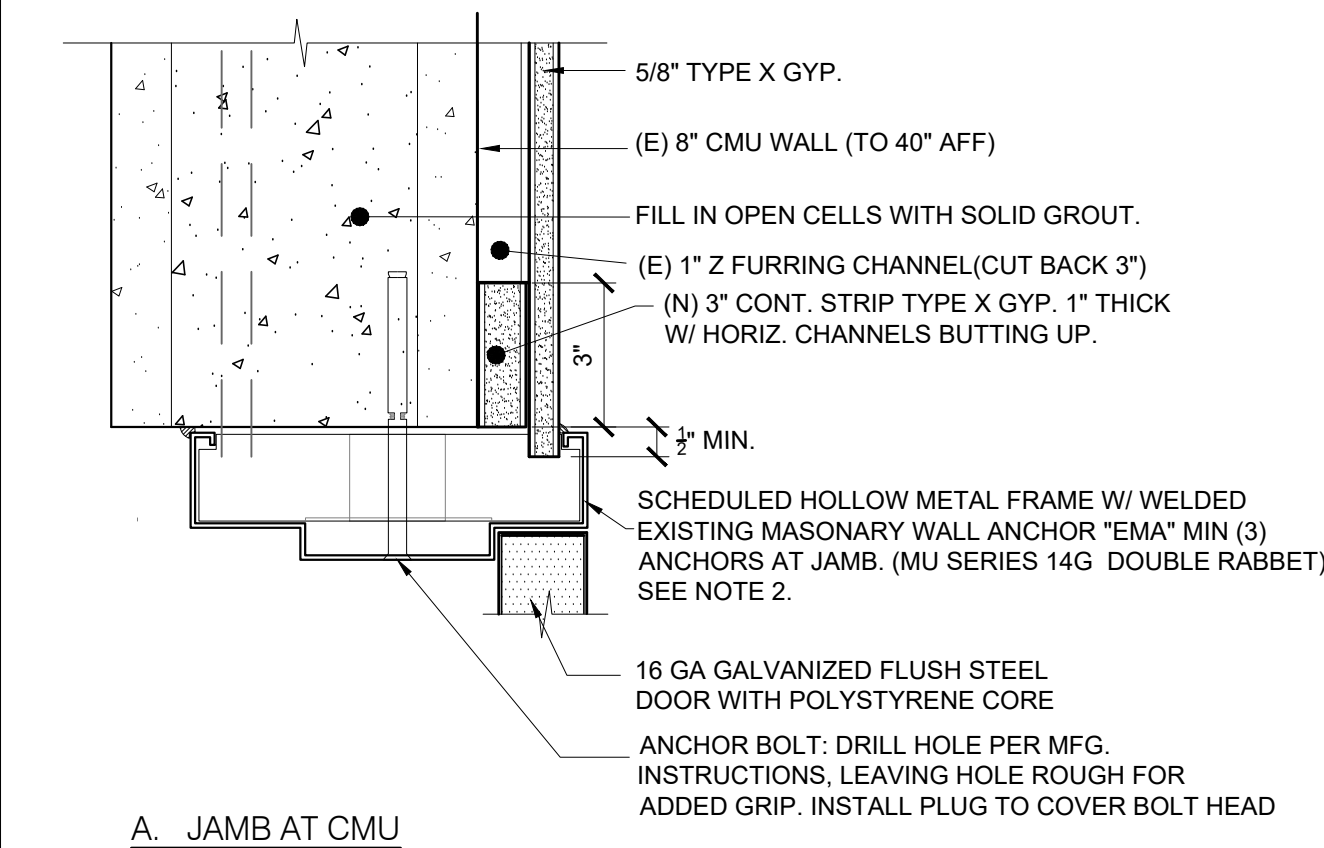 5/8" TYPE X GYP.
(E) 8" CMU WALL (TO 40" AFF)
FILL IN OPEN CELLS WITH SOLID GROUT.
(E) 1" Z FURRING CHANNEL(CUT BACK 3")
(N) 3" CONT. STRIP TYPE X GYP. 1" THICK
W/ HORIZ. CHANNELS BUTTING UP.
3"
1/2" MIN.
SCHEDULED HOLLOW METAL FRAME W/ WELDED
EXISTING MASONARY WALL ANCHOR "EMA" MIN (3)
ANCHORS AT JAMB. (MU SERIES 14G DOUBLE RABBET)
SEE NOTE 2.
16 GA GALVANIZED FLUSH STEEL
DOOR WITH POLYSTYRENE CORE
ANCHOR BOLT: DRILL HOLE PER MFG.
INSTRUCTIONS, LEAVING HOLE ROUGH FOR
ADDED GRIP. INSTALL PLUG TO COVER BOLT HEAD
A. JAMB AT CMU